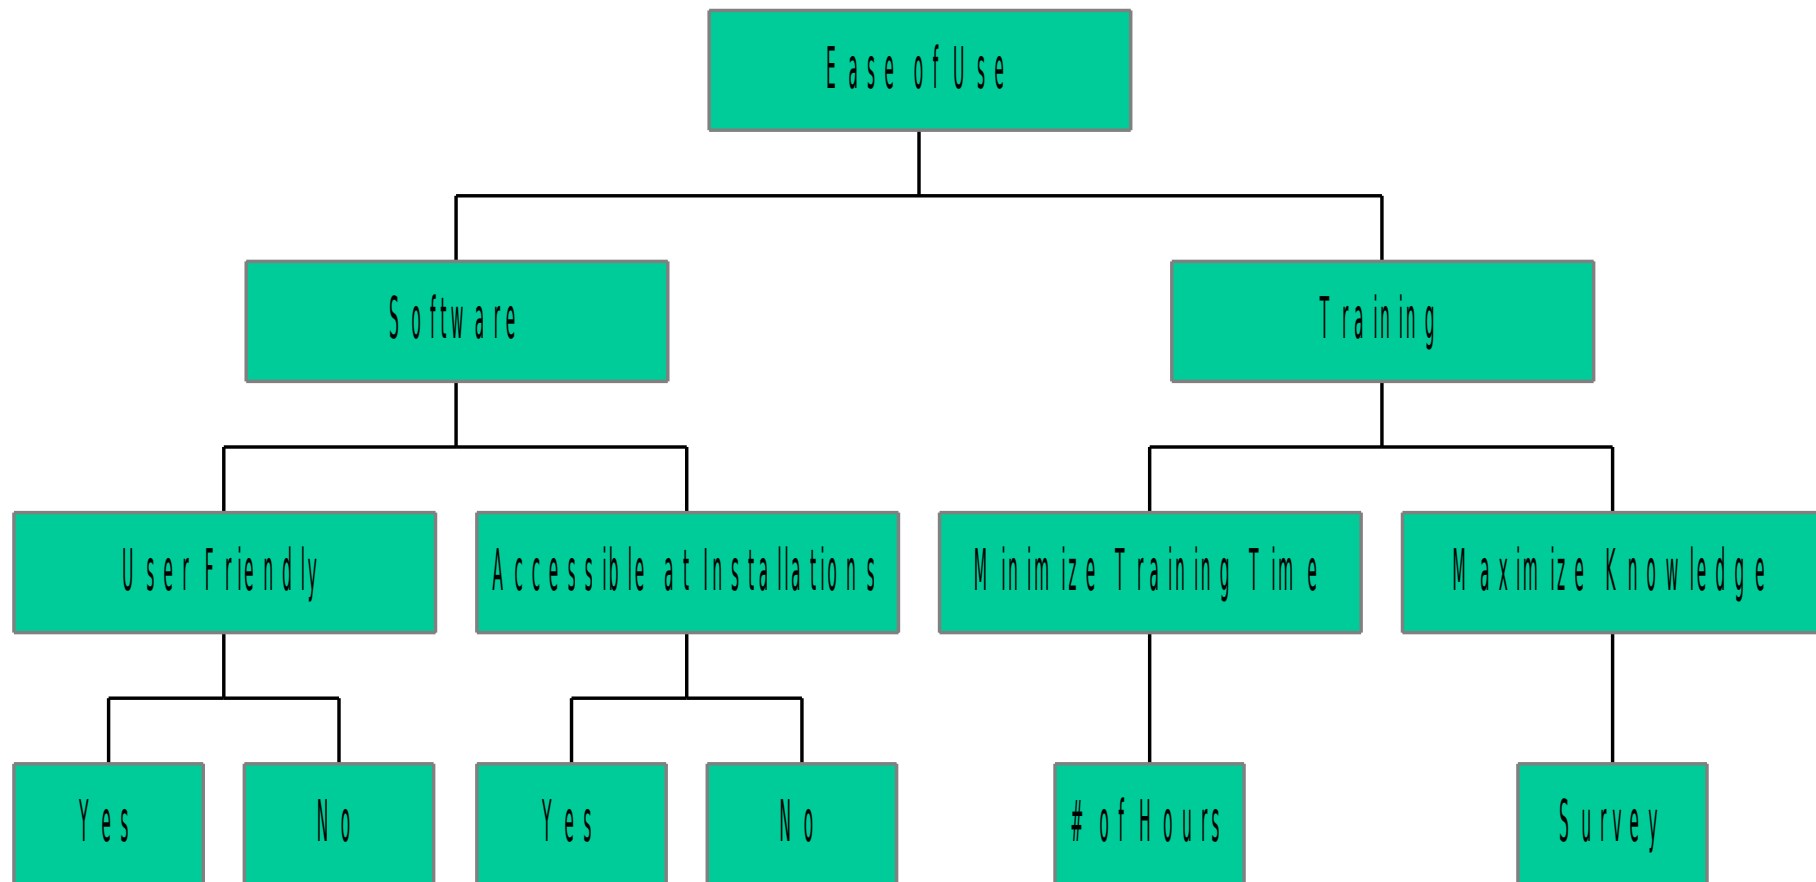 Ease of Use
Software
Training
User Friendly
Accessible at Installations
Minimize Training Time
Maximize Knowledge
Yes
No
Yes
No
# of Hours
Survey